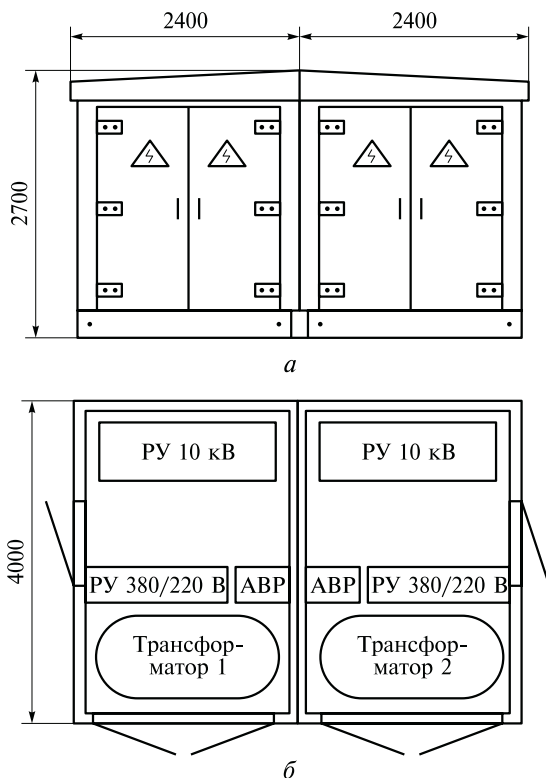 2400 2400
2700
а
РУ 10 кВ РУ 10 кВ
4000
РУ 380/220 В АВР АВР РУ 380/220 В
Трансфор-
матор 1
Трансфор-
матор 2
б